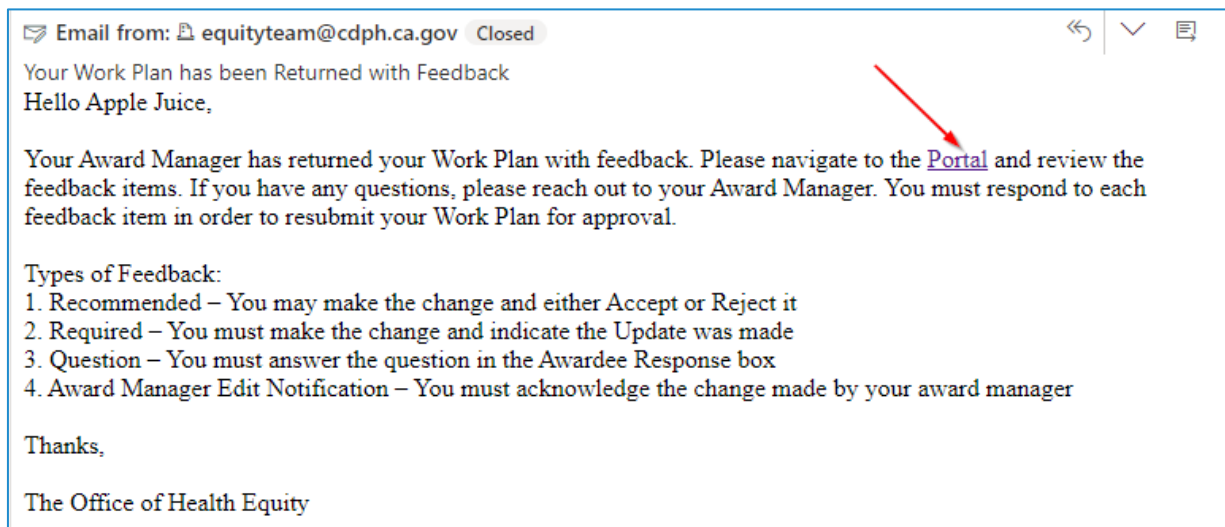 Email from: equityteam@cdph.ca.gov Closed
Your Work Plan has been Returned with Feedback
Hello Apple Juice,
Your Award Manager has returned your Work Plan with feedback. Please navigate to the Portal and review the
feedback items. If you have any questions, please reach out to your Award Manager. You must respond to each
feedback item in order to resubmit your Work Plan for approval.
Types of Feedback:
1. Recommended – You may make the change and either Accept or Reject it
2. Required – You must make the change and indicate the Update was made
3. Question – You must answer the question in the Awardee Response box
4. Award Manager Edit Notification – You must acknowledge the change made by your award manager
Thanks,
The Office of Health Equity